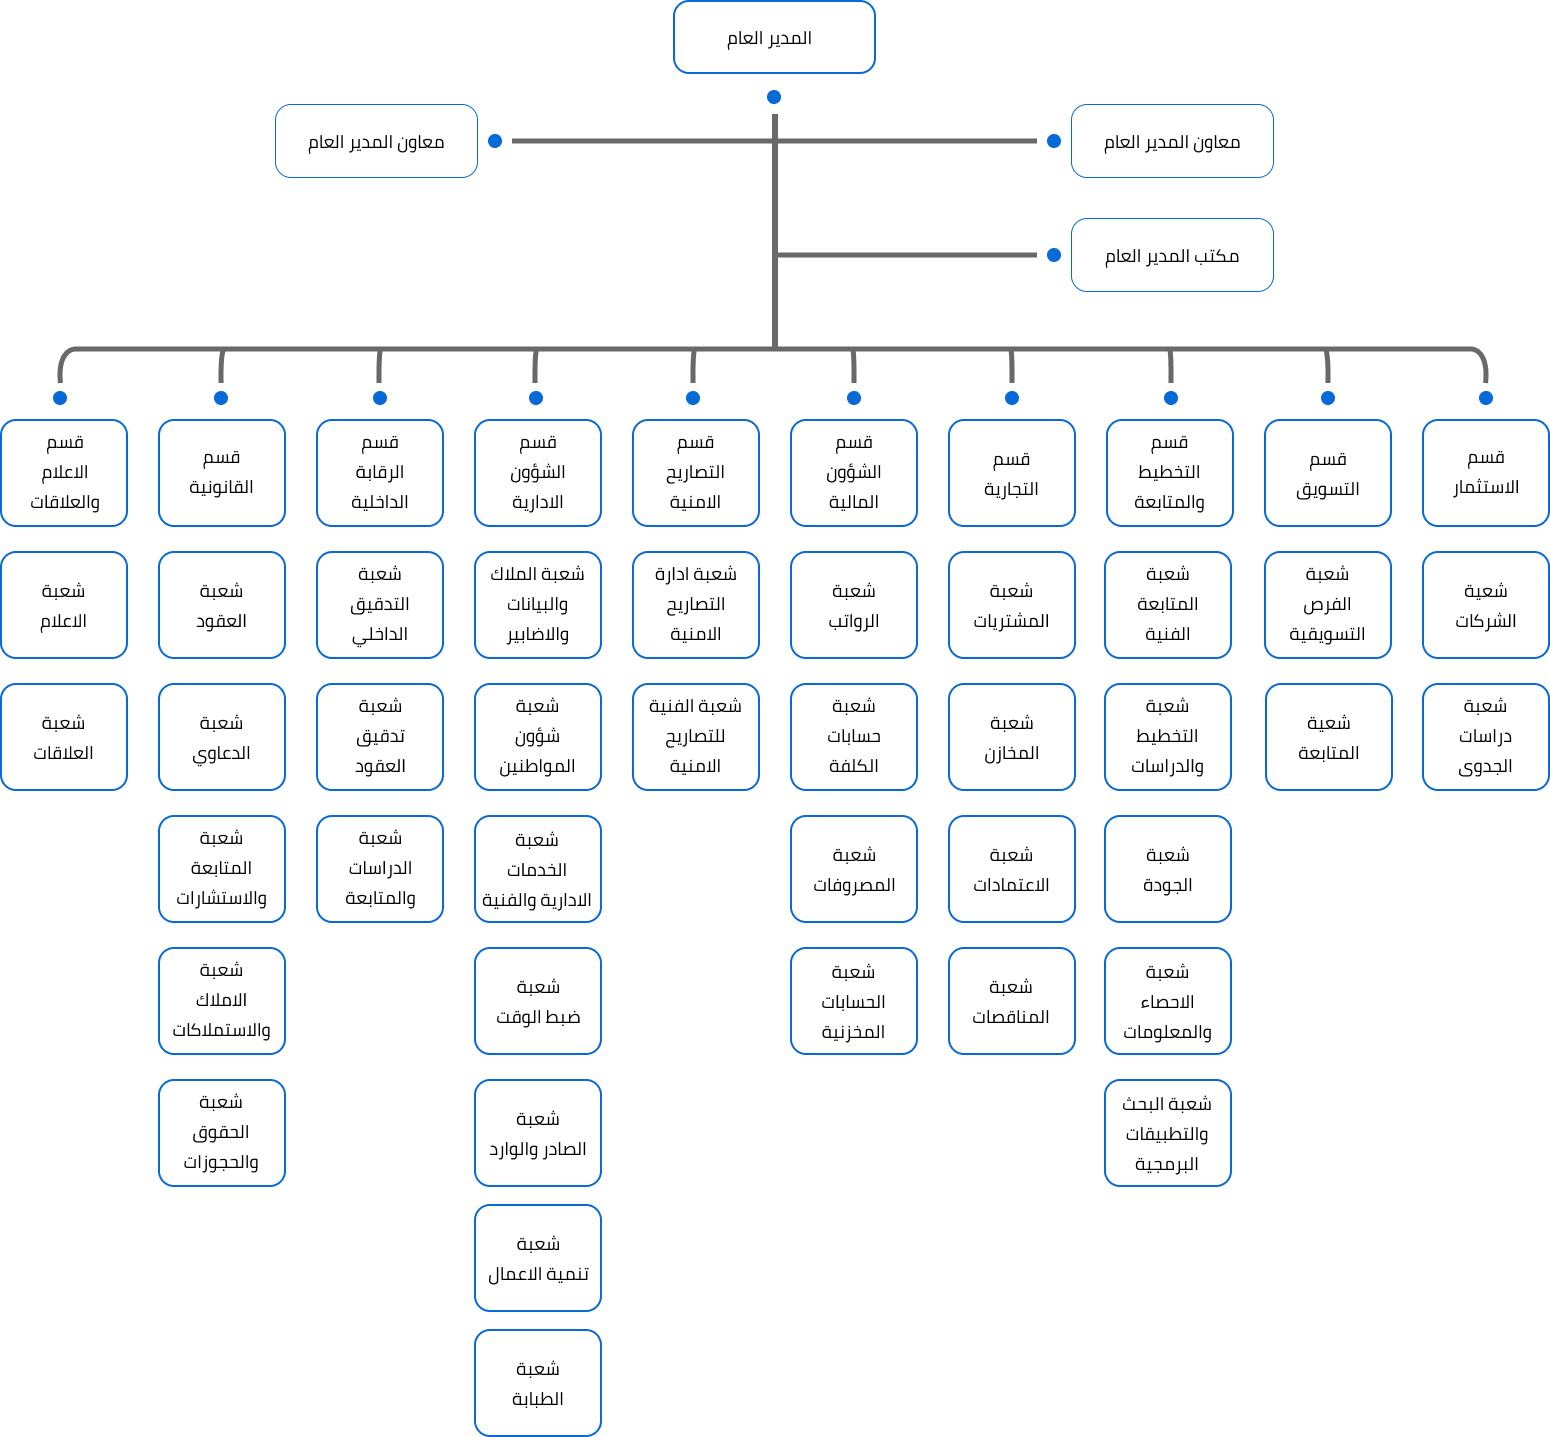 المدير العام
معاون المدير العام
معاون المدير العام
مكتب المدير العام
قسم
الاستثمار
شعية
الشركات
شعبة
دراسات
الجدوى
قسم
التسويق
شعبة
الفرص
التسويقية
شعية
المتابعة
قسم
التخطيط
والمتابعة
شعبة
المتابعة
الفنية
شعبة
التخطيط
والدراسات
شعبة
الجودة
شعبة
الاحصاء
والمعلومات
شعبة البحث
والتطبيقات
البرمجية
قسم
التجارية
شعبة
المشتريات
شعبة
المخازن
شعبة
الاعتمادات
شعبة
المناقصات
قسم
الشؤون
المالية
شعبة
الرواتب
شعبة
حسابات
الكلفة
شعبة
المصروفات
شعبة
الحسابات
المخزنية
قسم
التصاريح
الامنية
شعبة ادارة
التصاريح
الامنية
شعبة الفنية
للتصاريح
الامنية
قسم
الشؤون
الادارية
شعبة الملاك
والبيانات
والاضابير
شعبة
شؤون
المواطنين
شعبة
الخدمات
الادارية والفنية
شعبة
ضبط الوقت
شعبة
الصادر والوارد
شعبة
تنمية الاعمال
شعبة
الطبابة
قسم
الرقابة
الداخلية
شعبة
التدقيق
الداخلي
شعبة
تدقيق
العقود
شعبة
الدراسات
والمتابعة
قسم
القانونية
شعبة
العقود
شعبة
الدعاوي
شعبة
المتابعة
والاستشارات
شعبة
الاملاك
والاستملاكات
شعبة
الحقوق
والحجوزات
قسم
الاعلام
والعلاقات
شعبة
الاعلام
شعبة
العلاقات